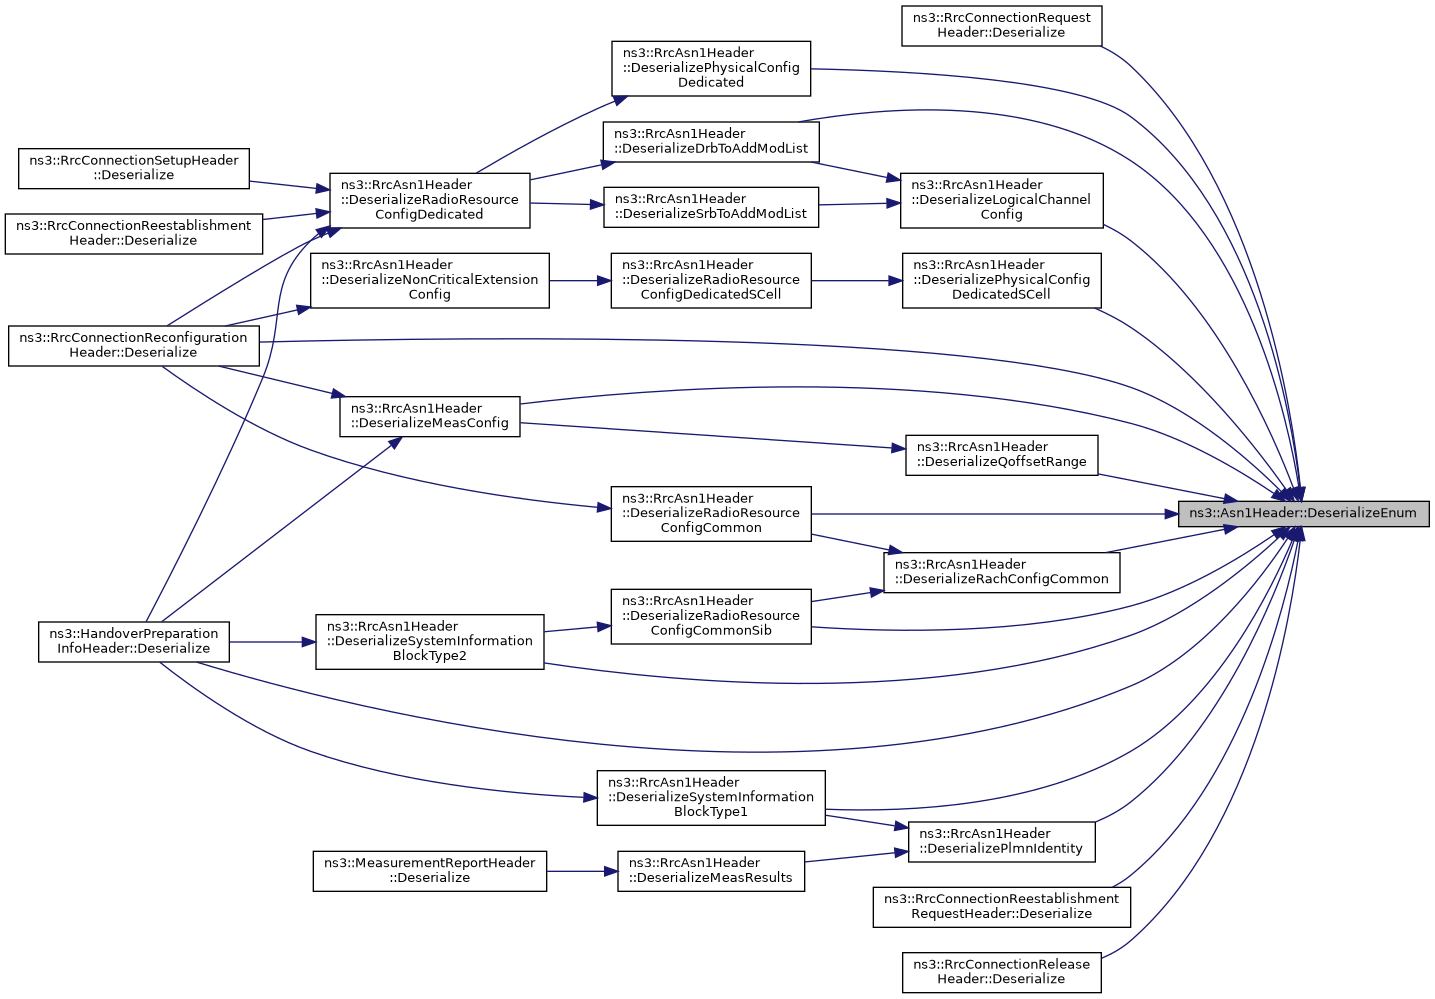 ns3::RrcConnectionRequest
Header::Deserialize
ns3::RrcAsn1Header
::DeserializePhysicalConfig
Dedicated
ns3::RrcAsn1Header
::DeserializeDrbToAddModList
ns3::RrcConnectionSetupHeader
::Deserialize
ns3::RrcAsn1Header
::DeserializeRadioResource
ConfigDedicated
ns3::RrcAsn1Header
::DeserializeSrbToAddModList
ns3::RrcAsn1Header
::DeserializeLogicalChannel
Config
ns3::RrcConnectionReestablishment
Header::Deserialize
ns3::RrcAsn1Header
::DeserializeNonCriticalExtension
Config
ns3::RrcAsn1Header
::DeserializeRadioResource
ConfigDedicatedSCell
ns3::RrcAsn1Header
::DeserializePhysicalConfig
DedicatedSCell
ns3::RrcConnectionReconfiguration
Header::Deserialize
ns3::RrcAsn1Header
::DeserializeMeasConfig
ns3::RrcAsn1Header
::DeserializeQoffsetRange
ns3::RrcAsn1Header
::DeserializeRadioResource
ConfigCommon
ns3::Asn1Header::DeserializeEnum
ns3::RrcAsn1Header
::DeserializeRachConfigCommon
ns3::RrcAsn1Header
::DeserializeRadioResource
ConfigCommonSib
ns3::HandoverPreparation
InfoHeader::Deserialize
ns3::RrcAsn1Header
::DeserializeSystemInformation
BlockType2
ns3::RrcAsn1Header
::DeserializeSystemInformation
BlockType1
ns3::RrcAsn1Header
::DeserializePlmnIdentity
ns3::MeasurementReportHeader
::Deserialize
ns3::RrcAsn1Header
::DeserializeMeasResults
ns3::RrcConnectionReestablishment
RequestHeader::Deserialize
ns3::RrcConnectionRelease
Header::Deserialize